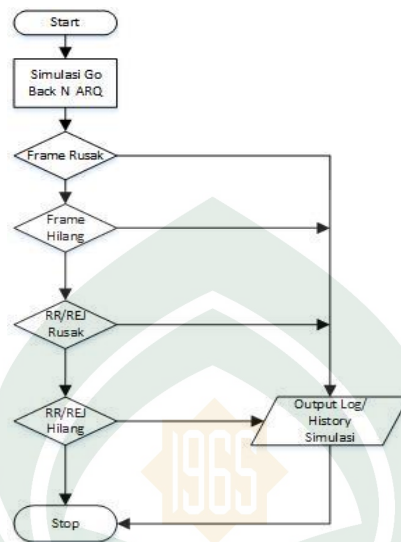 Start
Simulasi Go
Back N ARQ
Frame Rusak
Frame
Hilang
RR/REJ
Rusak
RR/REJ
Hilang
Output Log/
History
Simulasi
1965
Stop